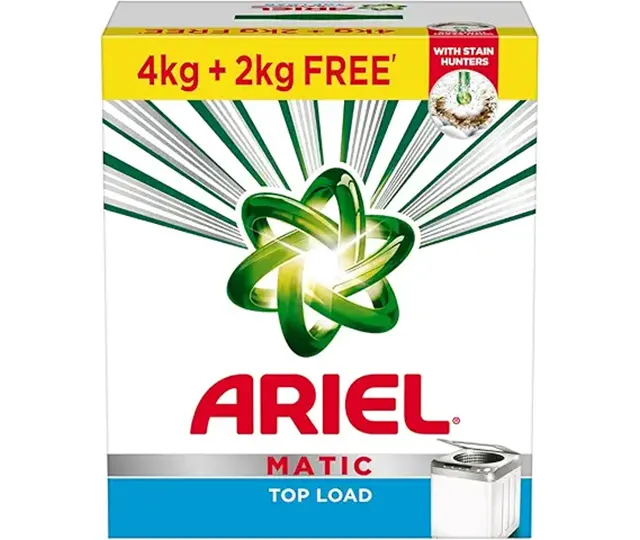 4kg + 2kg FREE'
WITH STAIN
HUNTERS
ARIEL®
MATIC
TOP LOAD